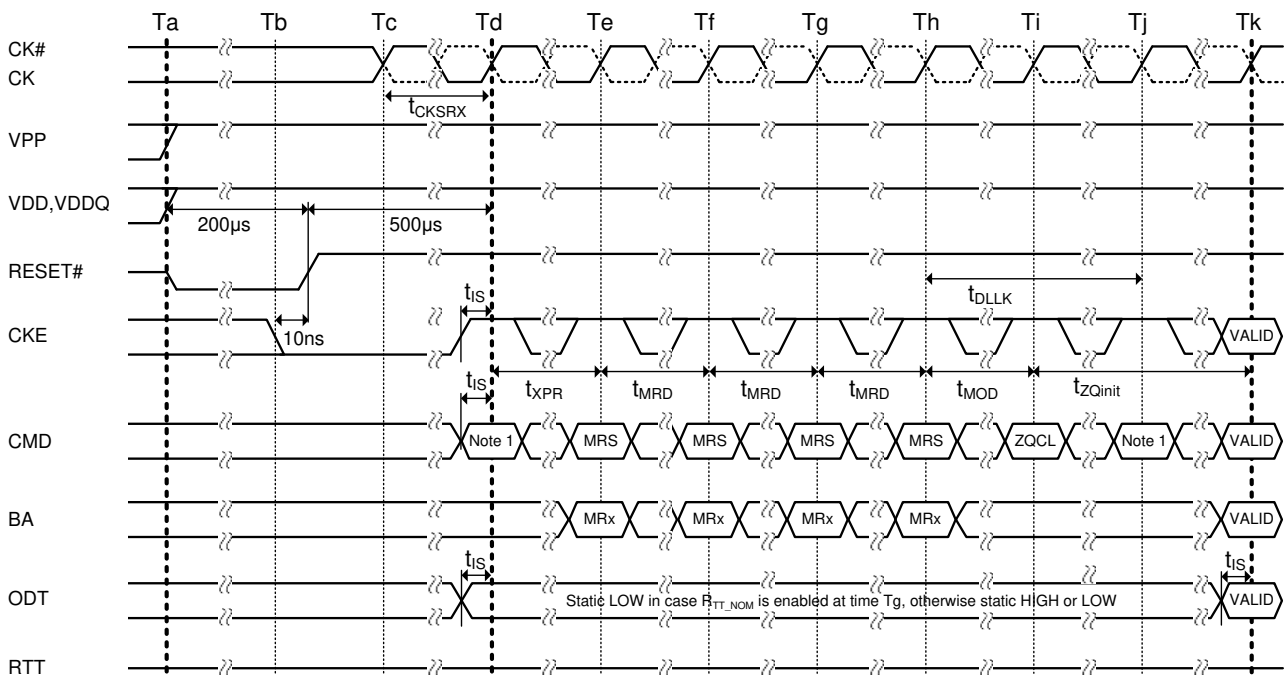 Ta Tb Tc Td Te Tf Tg Th Ti Tj Tk
CK#
CK
tCKSRX
VPP
VDD,VDDQ
200µs 500µs
RESET#
tDLLK
tIS
CKE
10ns
VALID
tIS
tXPR tMRD tMRD tMRD tMOD tZQinit
CMD
Note 1 MRS MRS MRS MRS ZQCL Note 1 VALID
BA
MRx MRx MRx MRx VALID
tIS tIS
ODT
Static LOW in case RTT_NOM is enabled at time Tg, otherwise static HIGH or LOW
VALID
RTT